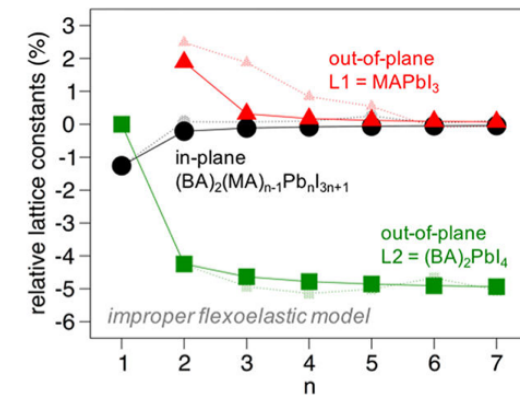 relative lattice constants (%)
3
2
1
0
-1
-2
-3
-4
-5
-6
out-of-plane
L1 = MAPbI₃
in-plane
(BA)₂(MA)ₙ₋₁PbₙI₃ₙ₊₁
out-of-plane
L2 = (BA)₂PbI₄
improper flexoelastic model
1 2 3 4 5 6 7
n